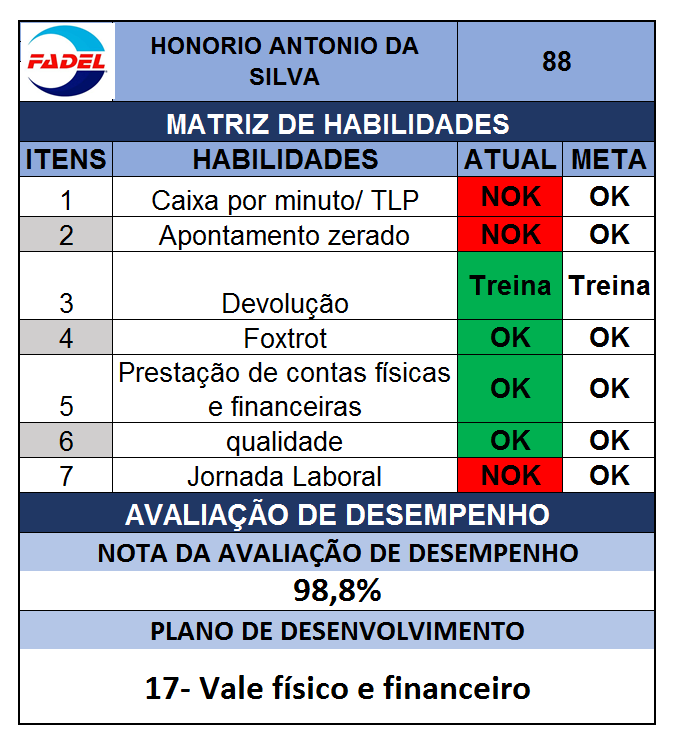 FADEL
HONORIO ANTONIO DA
SILVA
88
MATRIZ DE HABILIDADES
ITENS HABILIDADES ATUAL META
1 Caixa por minuto/ TLP NOK OK
2 Apontamento zerado NOK OK
3 Devolução Treina Treina
4 Foxtrot OK OK
5 Prestação de contas físicas
e financeiras OK OK
6 qualidade OK OK
7 Jornada Laboral NOK OK
AVALIAÇÃO DE DESEMPENHO
NOTA DA AVALIAÇÃO DE DESEMPENHO
98,8%
PLANO DE DESENVOLVIMENTO
17- Vale físico e financeiro